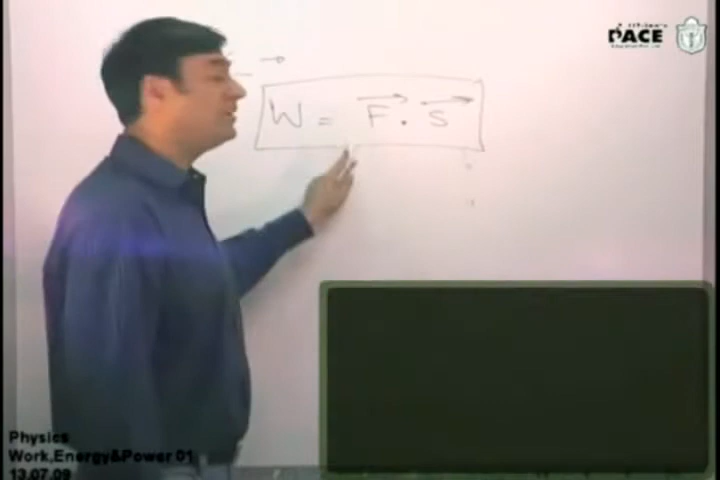 PACE
W = F . S
Physics
Work,Energy&Power 01
13.07.09